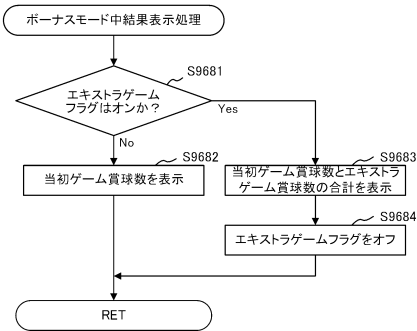 ボーナスモード中結果表示処理
S9681
エキストラゲーム
フラグはオンか？
Yes
No
S9682
当初ゲーム賞球数を表示
S9683
当初ゲーム賞球数とエキストラ
ゲーム賞球数の合計を表示
S9684
エキストラゲームフラグをオフ
RET